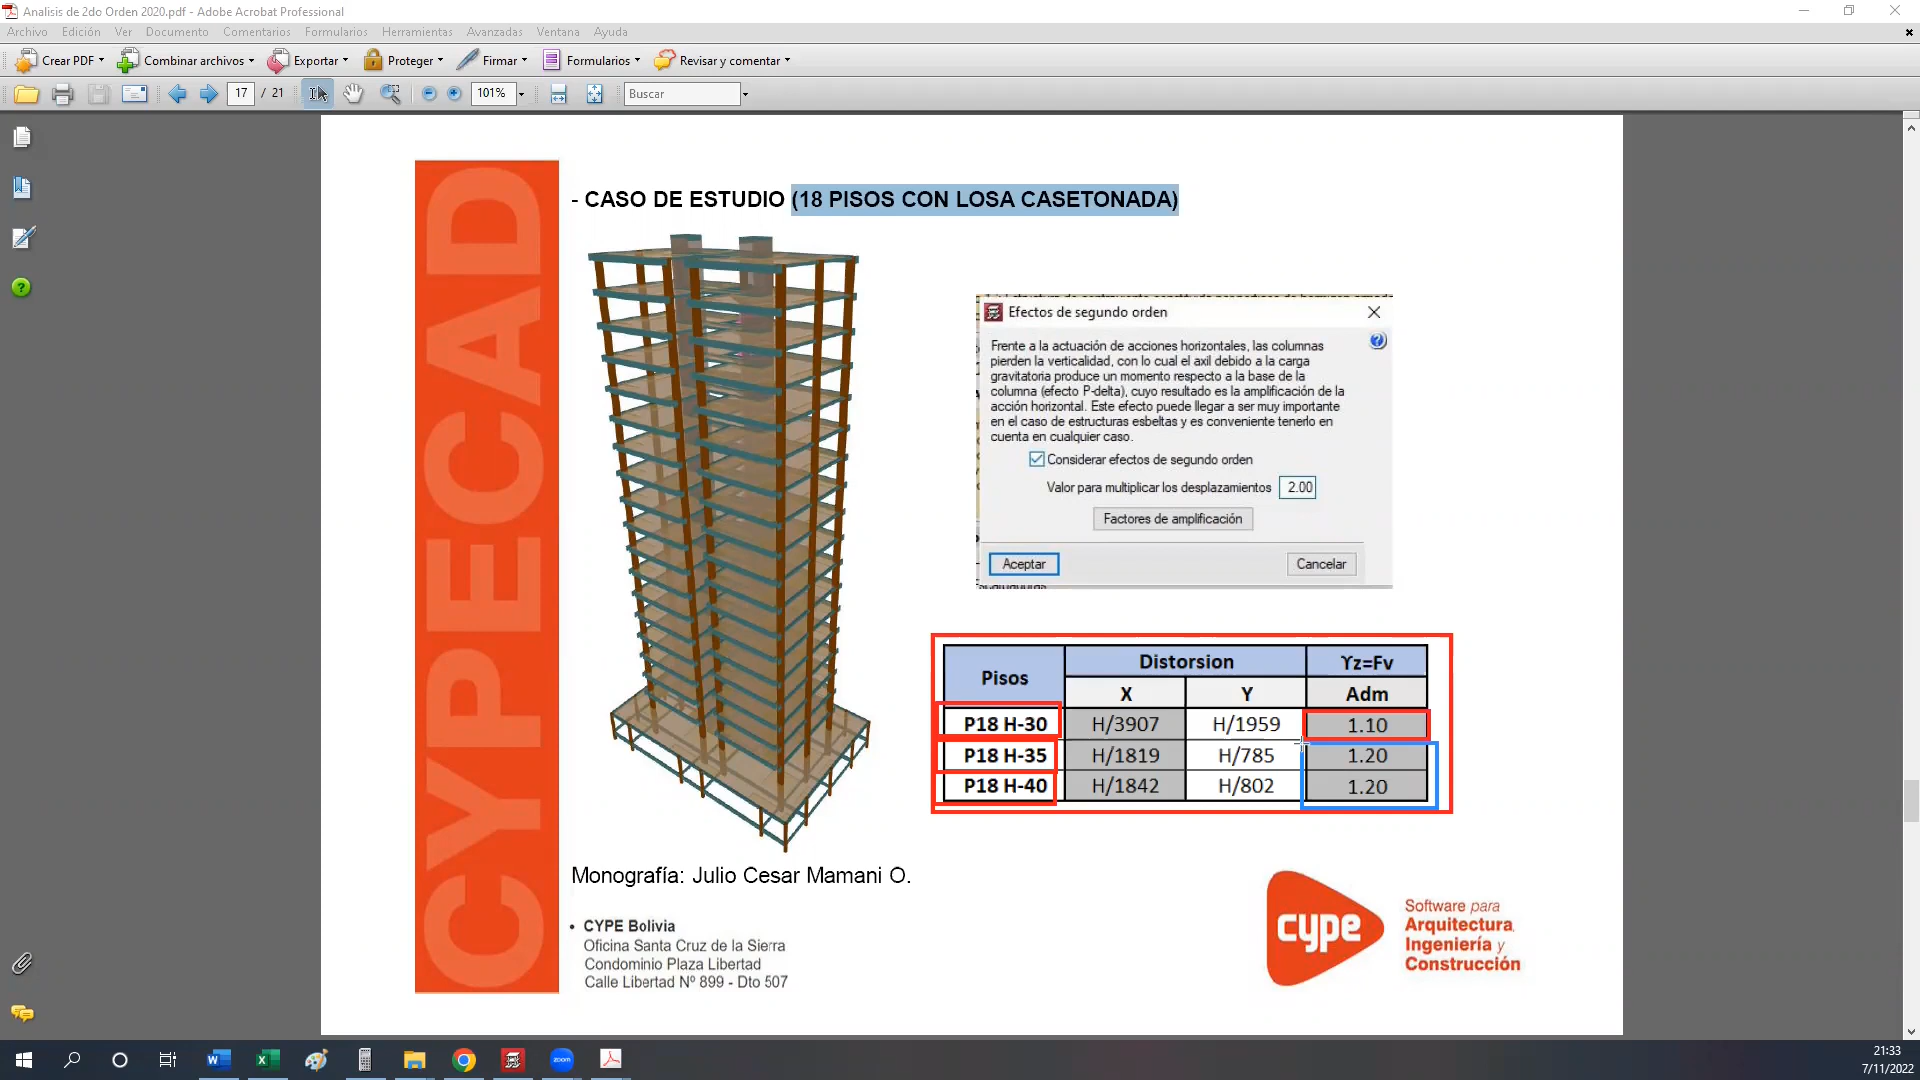 Analisis de 2do Orden 2020.pdf - Adobe Acrobat Professional
Archivo Edición Ver Documento Comentarios Formularios Herramientas Avanzadas Ventana Ayuda
Crear PDF Combinar archivos Exportar Proteger Firmar Formularios Revisar y comentar
17 / 21 101% Buscar
CYPECAD
- CASO DE ESTUDIO (18 PISOS CON LOSA CASETONADA)
Efectos de segundo orden
Frente a la actuación de acciones horizontales, las columnas
pierden la verticalidad, con lo cual el axil debido a la carga
gravitatoria produce un momento respecto a la base de la
columna (efecto P-delta), cuyo resultado es la amplificación de la
acción horizontal. Este efecto puede llegar a ser muy importante
en el caso de estructuras esbeltas y es conveniente tenerlo en
cuenta en cualquier caso.
Considerar efectos de segundo orden
Valor para multiplicar los desplazamientos 2.00
Factores de amplificación
Aceptar Cancelar
Pisos Distorsion ϒz=Fv
X Y Adm
P18 H-30 H/3907 H/1959 1.10
P18 H-35 H/1819 H/785 1.20
P18 H-40 H/1842 H/802 1.20
Monografía: Julio Cesar Mamani O.
• CYPE Bolivia
Oficina Santa Cruz de la Sierra
Condominio Plaza Libertad
Calle Libertad Nº 899 - Dto 507
cype
Software para
Arquitectura,
Ingeniería y
Construcción
zoom
21:33
7/11/2022